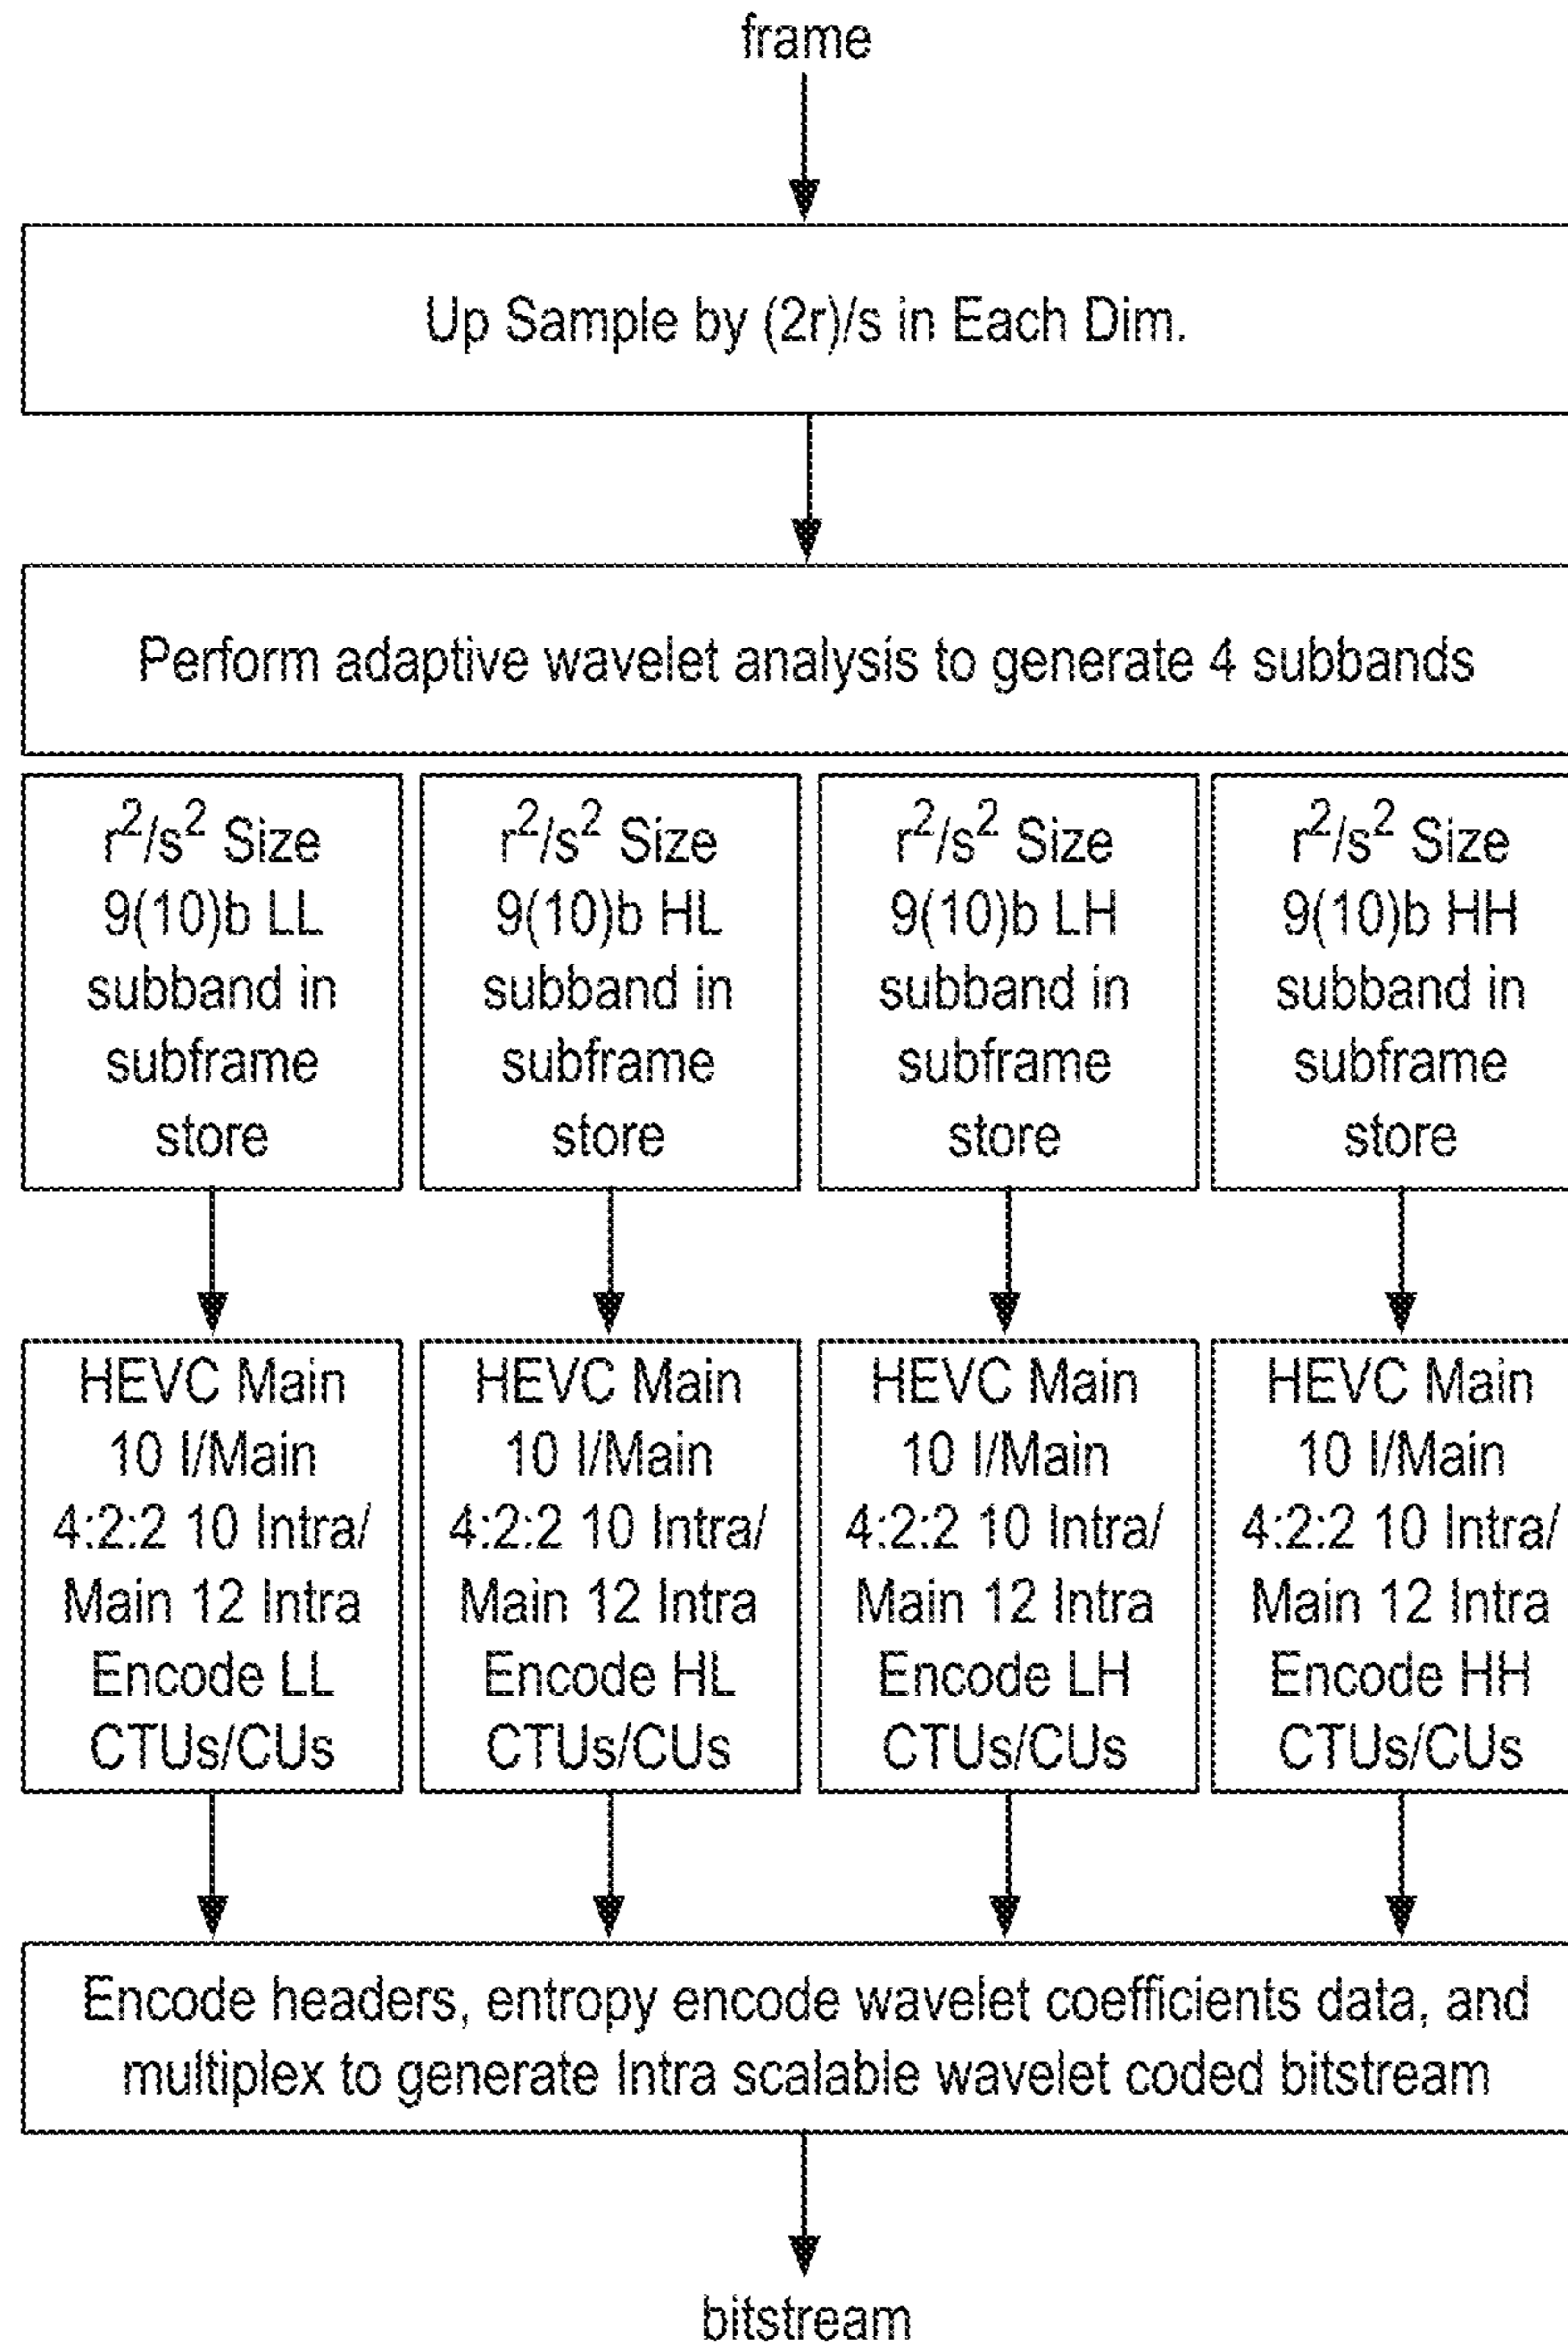 frame
Up Sample by (2r)/s in Each Dim.
Perform adaptive wavelet analysis to generate 4 subbands
r²/s² Size
9(10)b LL
subband in
subframe
store
r²/s² Size
9(10)b HL
subband in
subframe
store
r²/s² Size
9(10)b LH
subband in
subframe
store
r²/s² Size
9(10)b HH
subband in
subframe
store
HEVC Main
10 I/Main
4:2:2 10 Intra/
Main 12 Intra
Encode LL
CTUs/CUs
HEVC Main
10 I/Main
4:2:2 10 Intra/
Main 12 Intra
Encode HL
CTUs/CUs
HEVC Main
10 I/Main
4:2:2 10 Intra/
Main 12 Intra
Encode LH
CTUs/CUs
HEVC Main
10 I/Main
4:2:2 10 Intra/
Main 12 Intra
Encode HH
CTUs/CUs
Encode headers, entropy encode wavelet coefficients data, and
multiplex to generate Intra scalable wavelet coded bitstream
bitstream